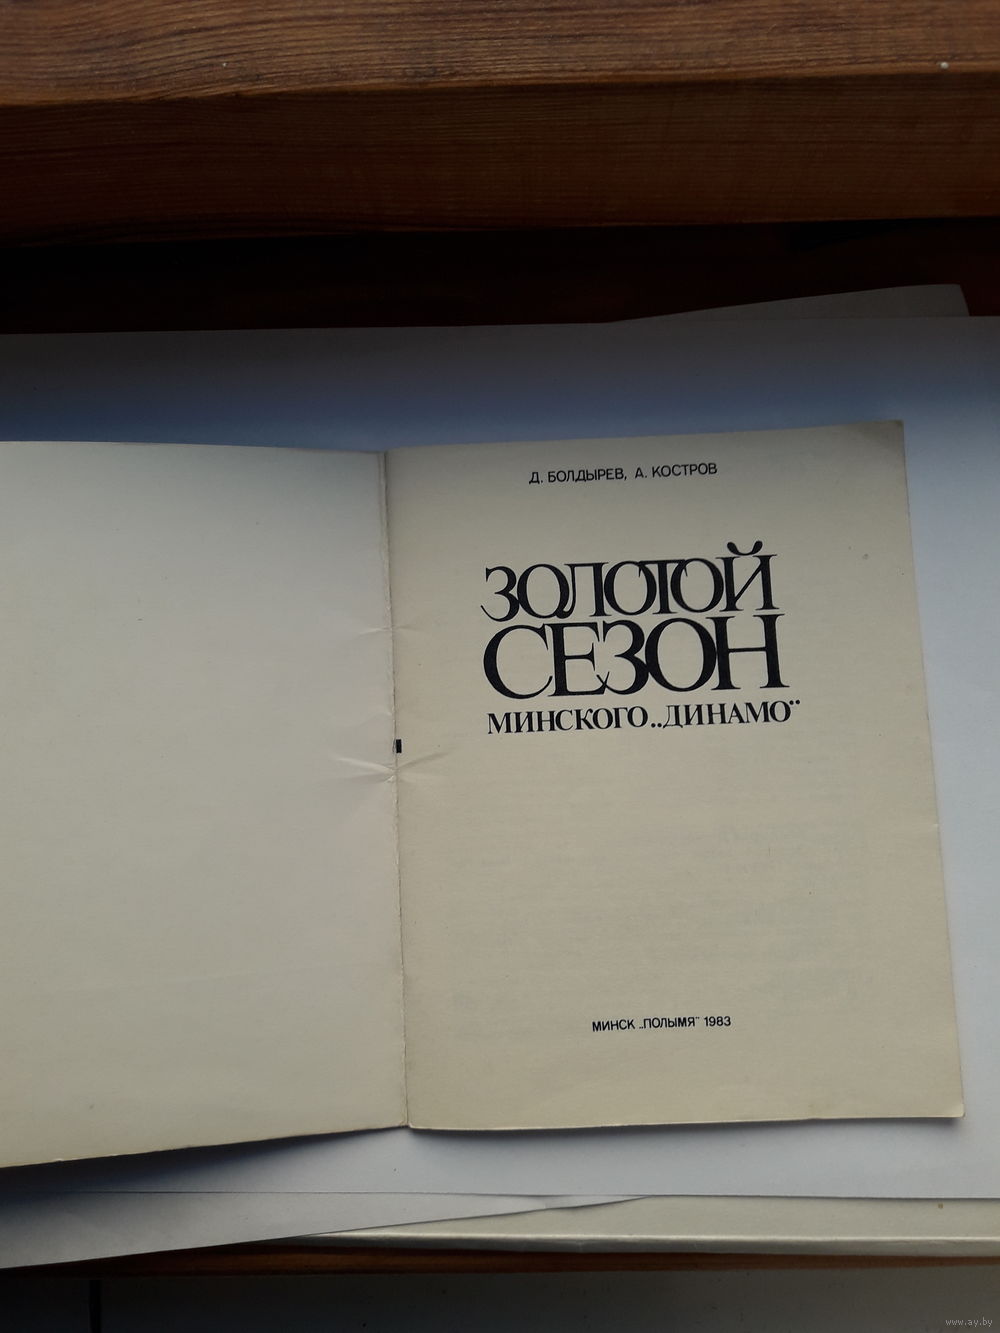 Д. БОЛДЫРЕВ, А. КОСТРОВ
ЗОЛОТОЙ
СЕЗОН
МИНСКОГО „ДИНАМО"
МИНСК „ПОЛЫМЯ" 1983
www.ay.by